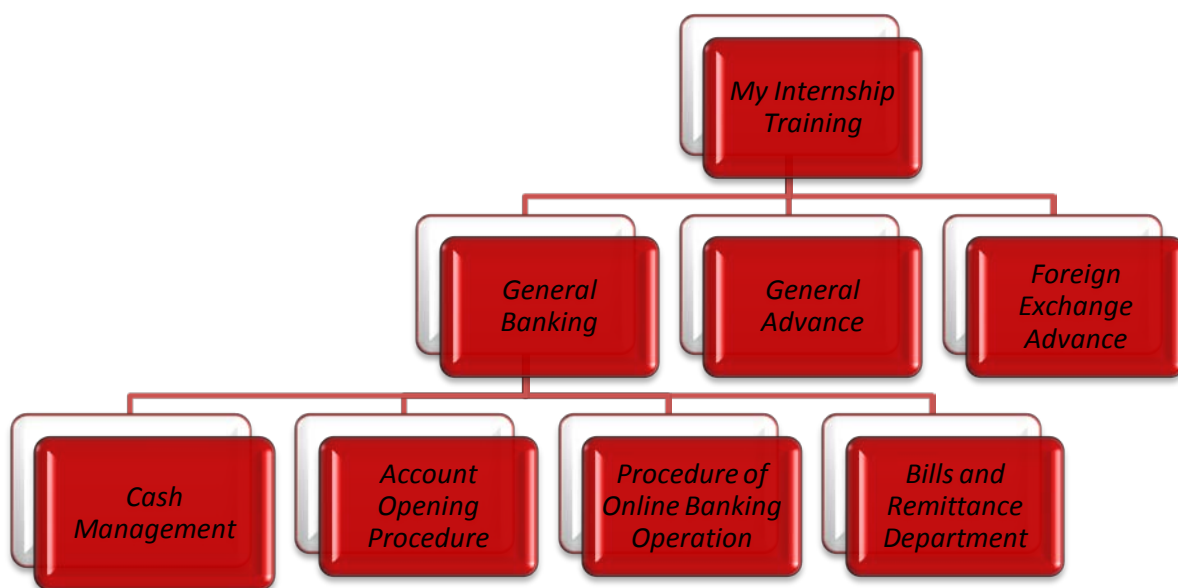 My Internship
Training
General
Banking
General
Advance
Foreign
Exchange
Advance
Cash
Management
Account
Opening
Procedure
Procedure of
Online Banking
Operation
Bills and
Remittance
Department